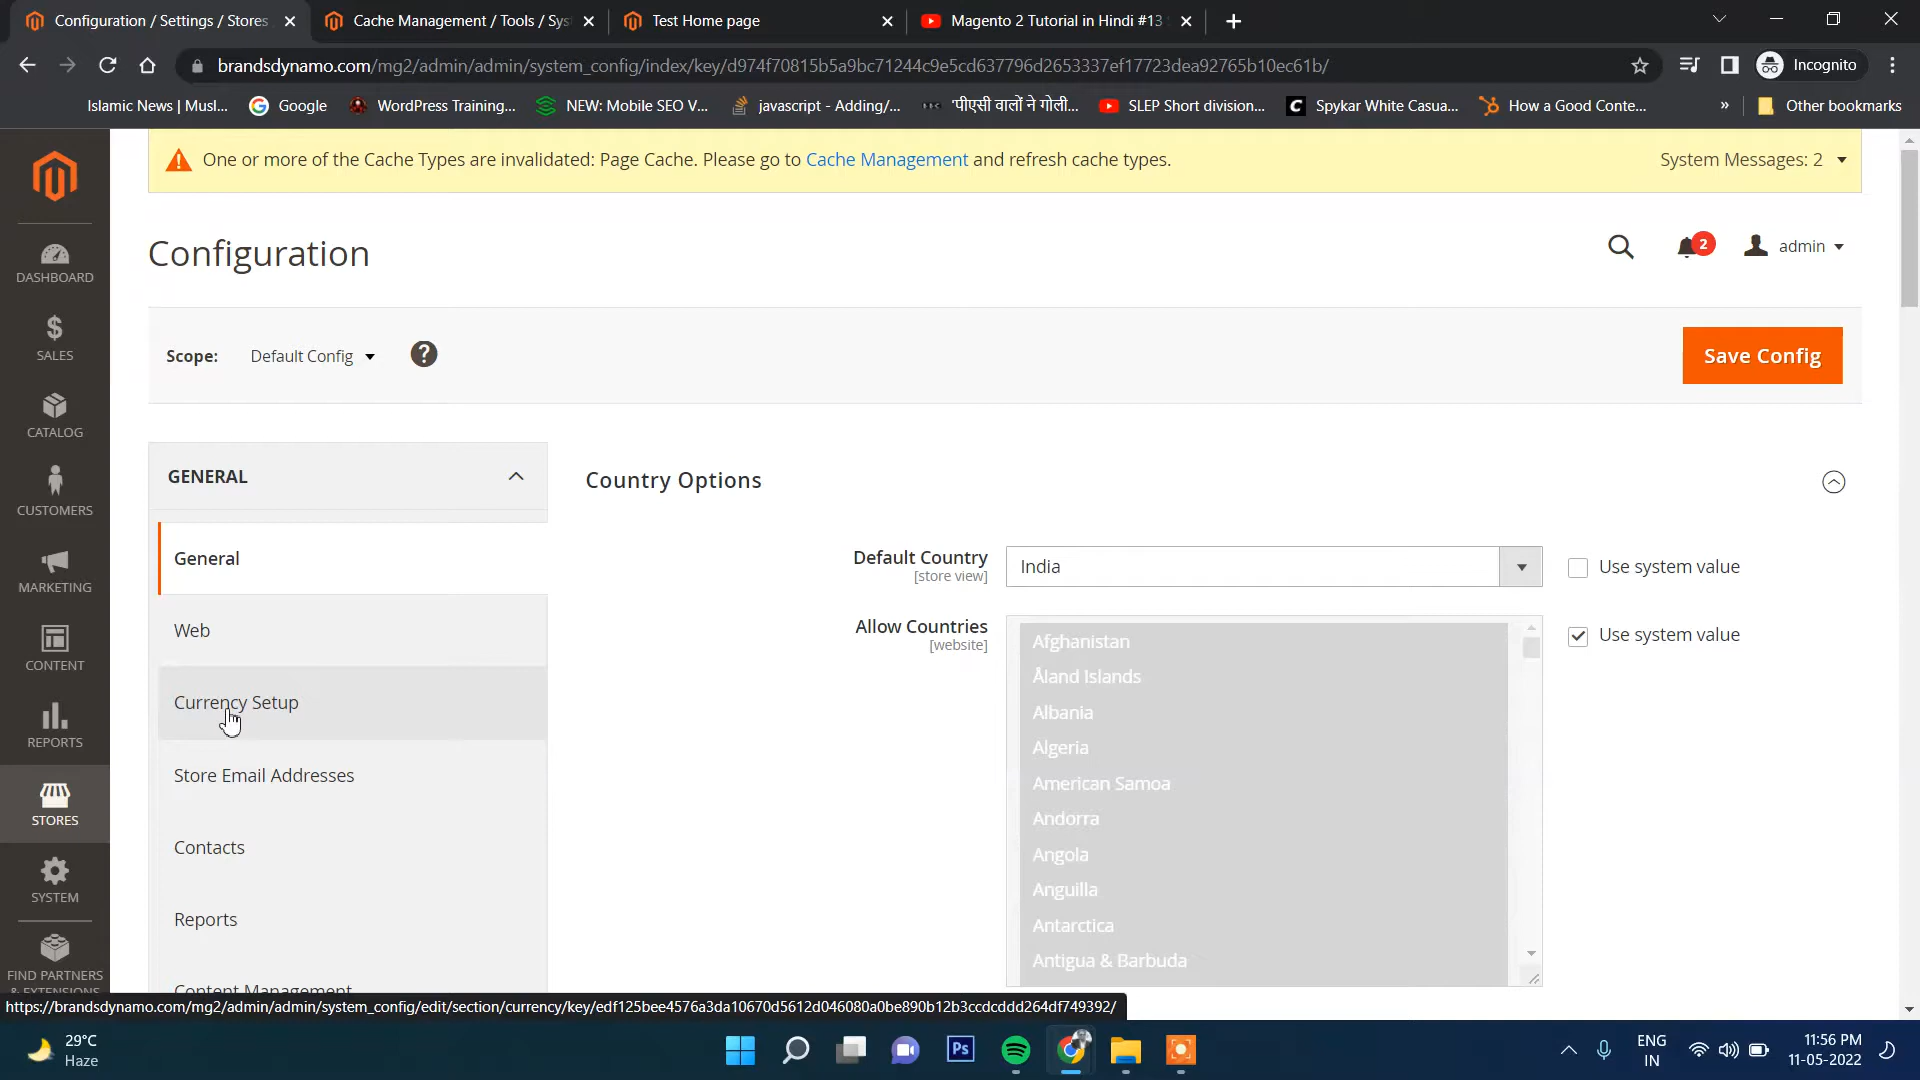 Configuration / Settings / Stores
Cache Management / Tools / Sys
Test Home page
Magento 2 Tutorial in Hindi #13
brandsdynamo.com/mg2/admin/admin/system_config/index/key/d974f70815b5a9bc71244c9e5cd637796d2653337ef17723dea92765b10ec61b/
Incognito
Islamic News | Musl...
Google
WordPress Training...
NEW: Mobile SEO V...
javascript - Adding/...
'पीएसी वालों ने गोली...
SLEP Short division...
Spykar White Casua...
How a Good Conte...
»
Other bookmarks
One or more of the Cache Types are invalidated: Page Cache. Please go to Cache Management and refresh cache types.
System Messages: 2
Configuration
2
admin
Scope:
Default Config
?
Save Config
DASHBOARD
SALES
CATALOG
CUSTOMERS
MARKETING
CONTENT
REPORTS
STORES
SYSTEM
FIND PARTNERS
& EXTENSIONS
GENERAL
General
Web
Currency Setup
Store Email Addresses
Contacts
Reports
Content Management
Country Options
Default Country
[store view]
India
Use system value
Allow Countries
[website]
Use system value
Afghanistan
Åland Islands
Albania
Algeria
American Samoa
Andorra
Angola
Anguilla
Antarctica
Antigua & Barbuda
https://brandsdynamo.com/mg2/admin/admin/system_config/edit/section/currency/key/edf125bee4576a3da10670d5612d046080a0be890b12b3ccdcddd264df749392/
29°C
Haze
Ps
ENG
IN
11:56 PM
11-05-2022